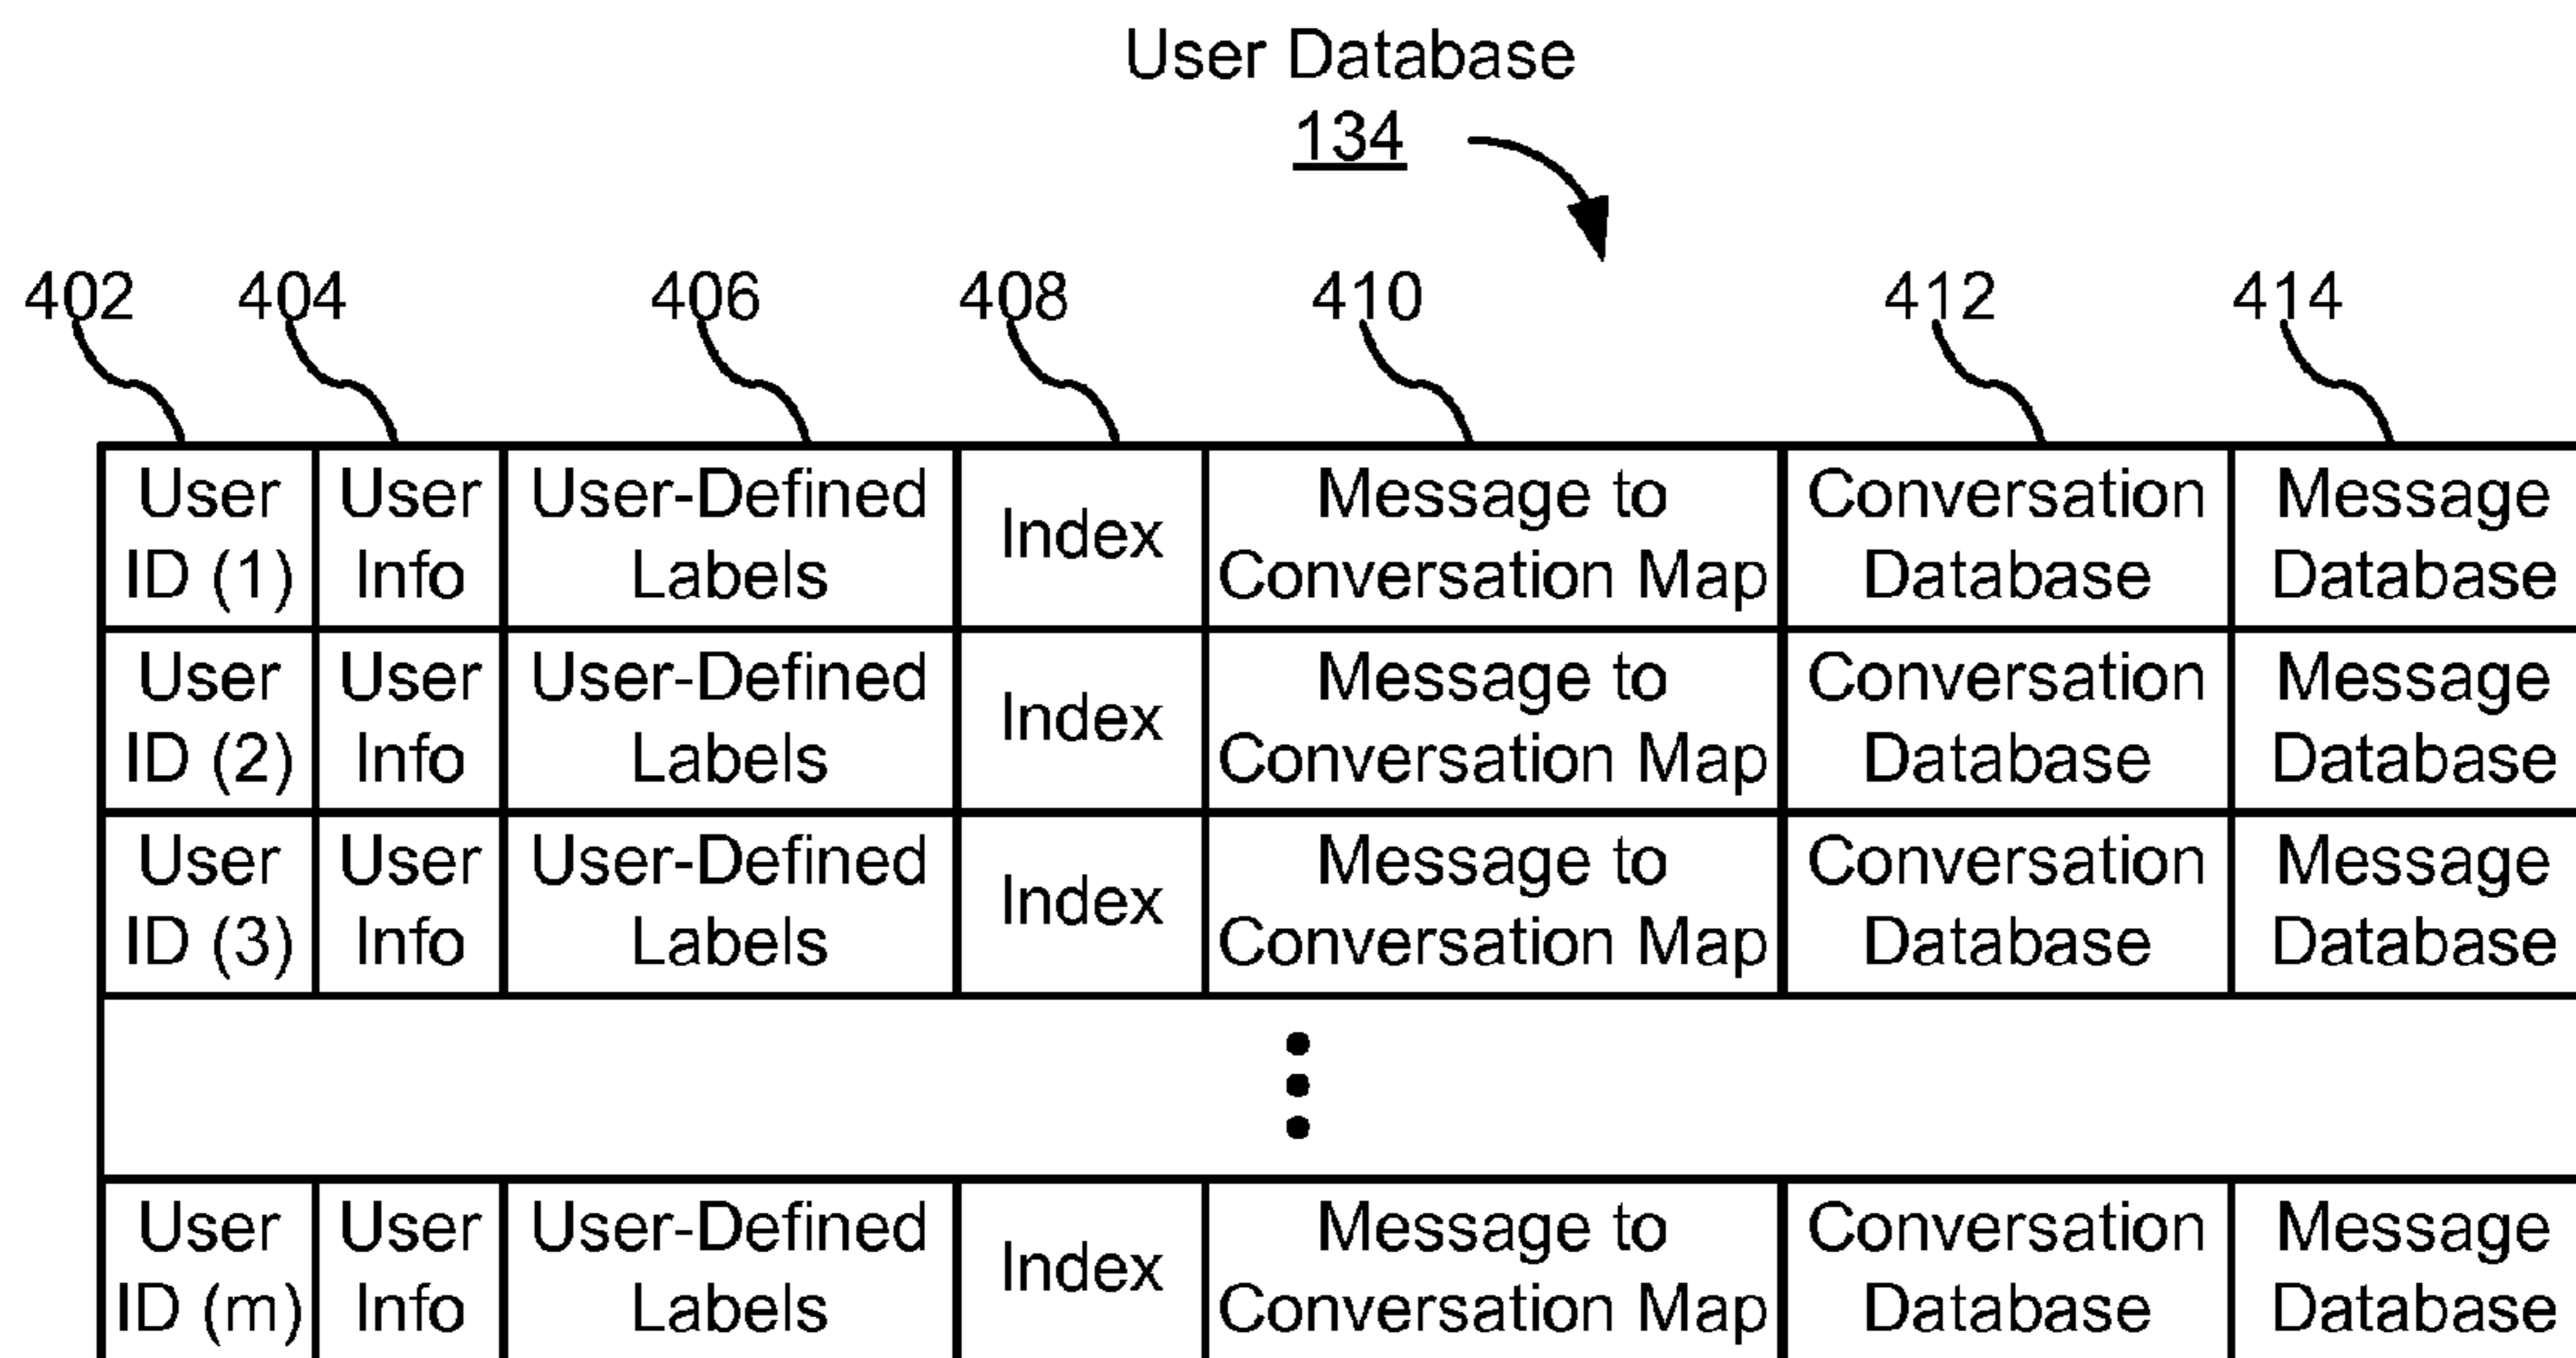 User Database
134
402 404 406 408 410 412 414
User User User-Defined Index Message to Conversation Message
ID (1) Info Labels Conversation Map Database Database
User User User-Defined Index Message to Conversation Message
ID (2) Info Labels Conversation Map Database Database
User User User-Defined Index Message to Conversation Message
ID (3) Info Labels Conversation Map Database Database
User User User-Defined Index Message to Conversation Message
ID (m) Info Labels Conversation Map Database Database